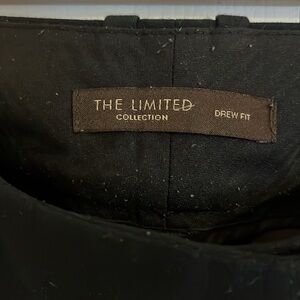 THE LIMITED
COLLECTION
DREW FIT